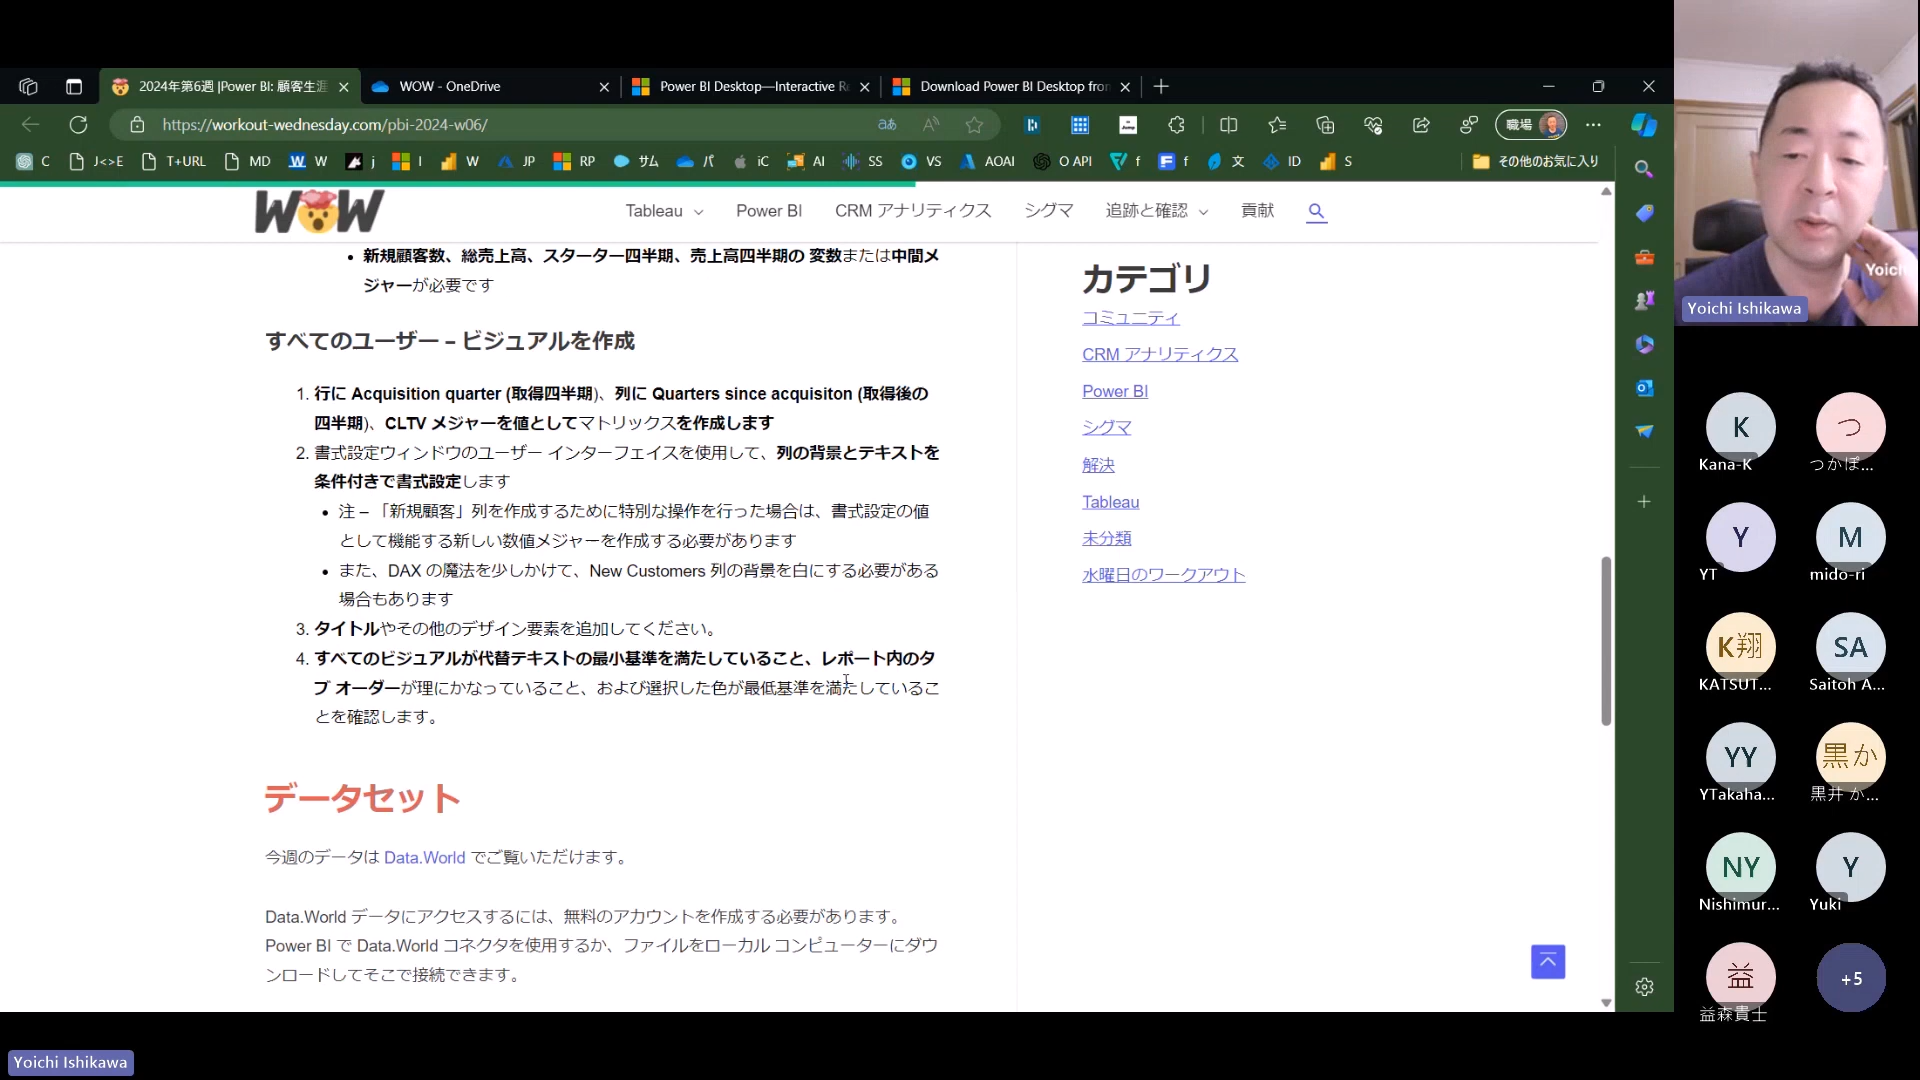 2024年第6週 |Power BI: 顧客生涯
WOW - OneDrive
Power BI Desktop—Interactive Re
Download Power BI Desktop from
https://workout-wednesday.com/pbi-2024-w06/
職場
C J<>E T+URL MD W j I W JP RP サム パ iC AI SS VS AOAI O API f f 文 ID S その他のお気に入り
WOW
Tableau Power BI CRM アナリティクス シグマ 追跡と確認 貢献
• 新規顧客数、総売上高、スターター四半期、売上高四半期の 変数または中間メ
ジャーが必要です
すべてのユーザー – ビジュアルを作成
1. 行に Acquisition quarter (取得四半期)、列に Quarters since acquisiton (取得後の
四半期)、CLTV メジャーを値としてマトリックスを作成します
2. 書式設定ウィンドウのユーザー インターフェイスを使用して、列の背景とテキストを
条件付きで書式設定します
• 注 – 「新規顧客」列を作成するために特別な操作を行った場合は、書式設定の値
として機能する新しい数値メジャーを作成する必要があります
• また、DAX の魔法を少しかけて、New Customers 列の背景を白にする必要がある
場合もあります
3. タイトルやその他のデザイン要素を追加してください。
4. すべてのビジュアルが代替テキストの最小基準を満たしていること、レポート内のタ
ブ オーダーが理にかなっていること、および選択した色が最低基準を満たしているこ
とを確認します。
データセット
今週のデータは Data.World でご覧いただけます。
Data.World データにアクセスするには、無料のアカウントを作成する必要があります。
Power BI で Data.World コネクタを使用するか、ファイルをローカル コンピューターにダウ
ンロードしてそこで接続できます。
カテゴリ
コミュニティ
CRM アナリティクス
Power BI
シグマ
解決
Tableau
未分類
水曜日のワークアウト
Yoichi Ishikawa
K つ
Kana-K つかぽ...
Y M
YT mido-ri
K翔 SA
KATSUT... Saitoh A...
YY 黒か
YTakaha... 黒井 か...
NY Y
Nishimur... Yuki
益 +5
益森貴士
Yoichi Ishikawa